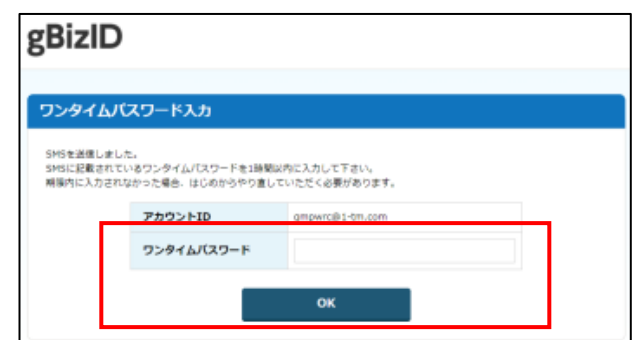 gBizID
ワンタイムパスワード入力
SMSを送信しました。
SMSに記載されているワンタイムパスワードを1時間以内に入力して下さい。
期限内に入力されなかった場合、はじめからやり直していただく必要があります。
アカウントID qmpwrc@1-tm.com
ワンタイムパスワード
OK